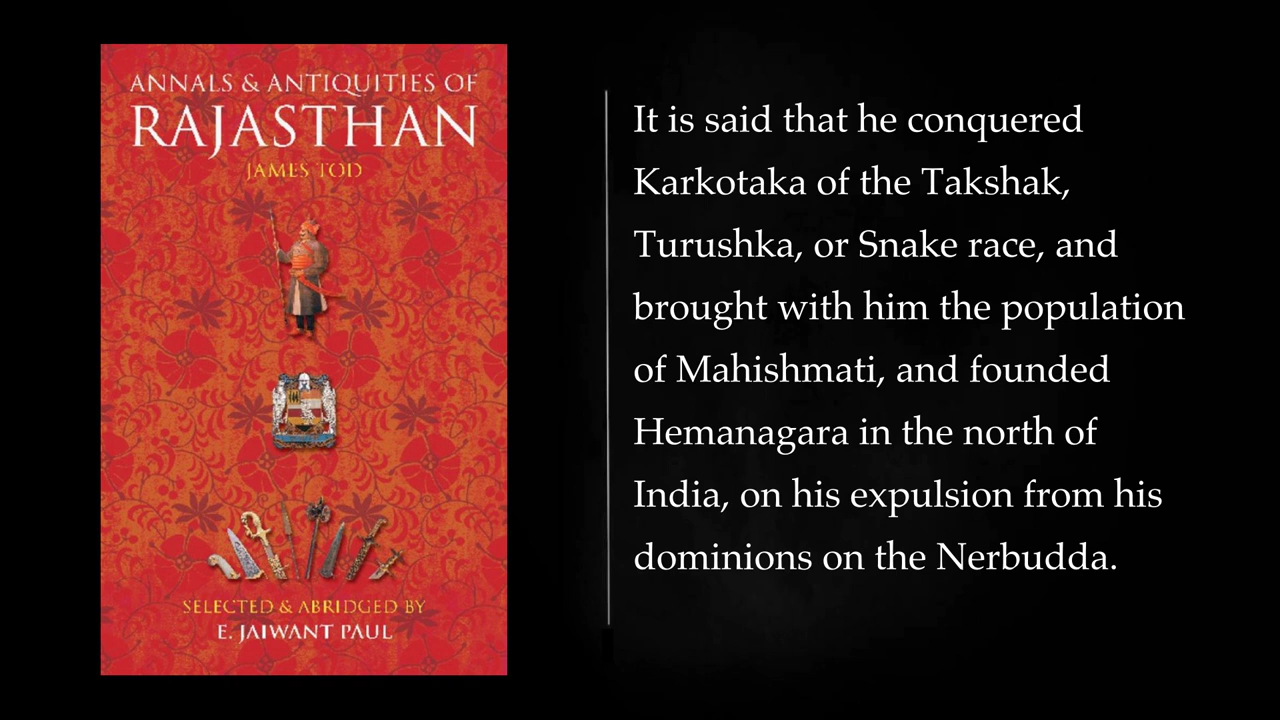 ANNALS & ANTIQUITIES OF
RAJASTHAN
JAMES TOD
SELECTED & ABRIDGED BY
E. JAIWANT PAUL
It is said that he conquered
Karkotaka of the Takshak,
Turushka, or Snake race, and
brought with him the population
of Mahishmati, and founded
Hemanagara in the north of
India, on his expulsion from his
dominions on the Nerbudda.